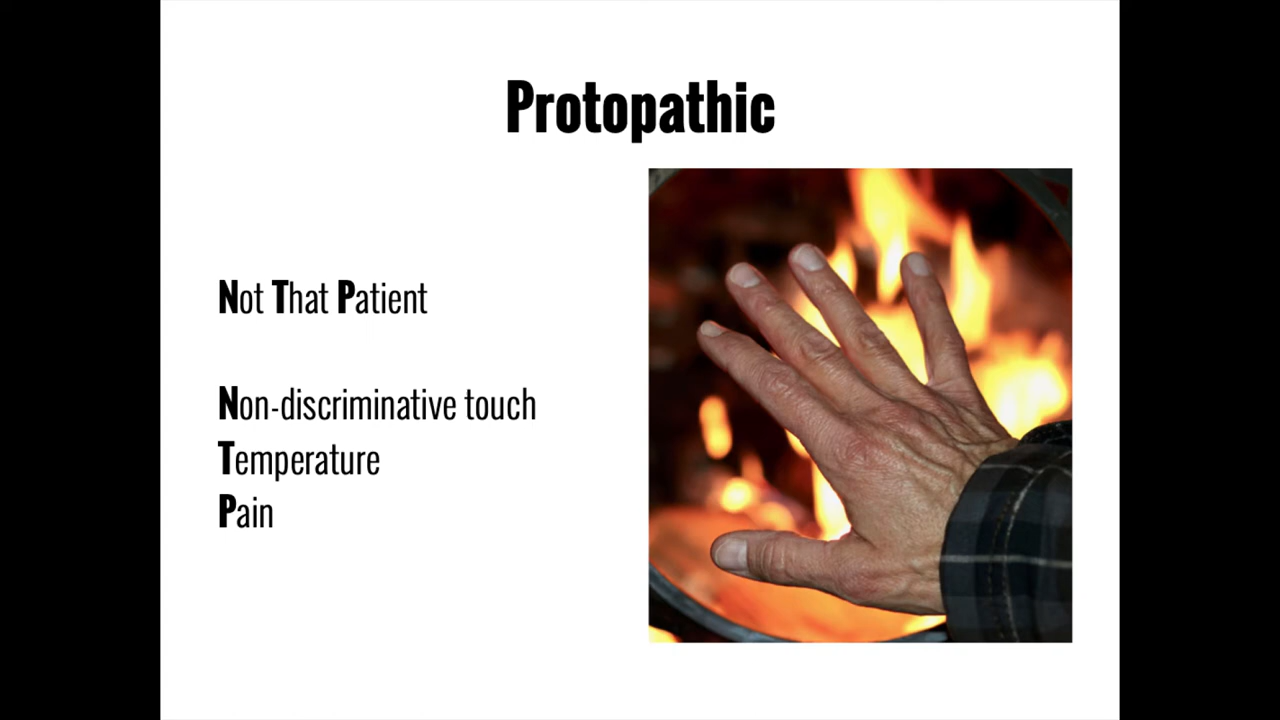 Protopathic
Not That Patient
Non-discriminative touch
Temperature
Pain